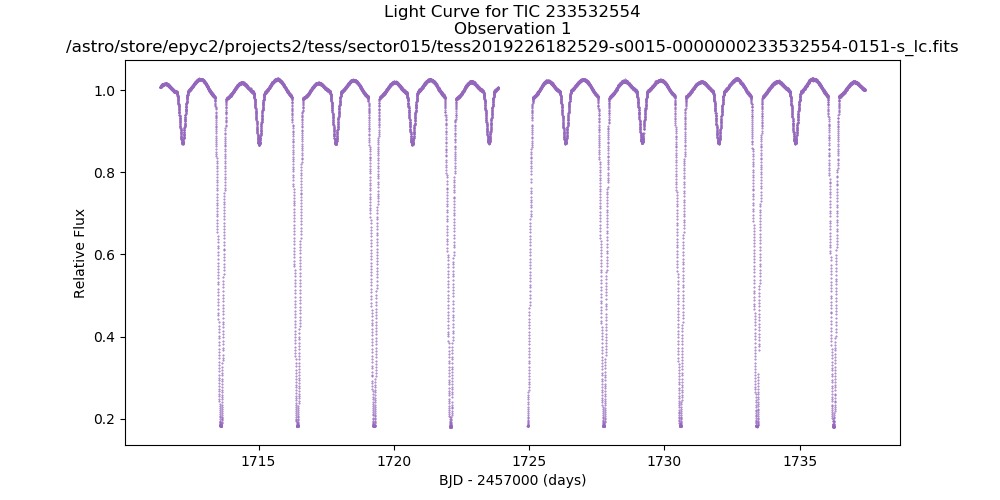 Light Curve for TIC 233532554
Observation 1
/astro/store/epyc2/projects2/tess/sector015/tess2019226182529-s0015-0000000233532554-0151-s_lc.fits
1.0
0.8
0.6
0.4
0.2
Relative Flux
1715
1720
1725
1730
1735
BJD - 2457000 (days)